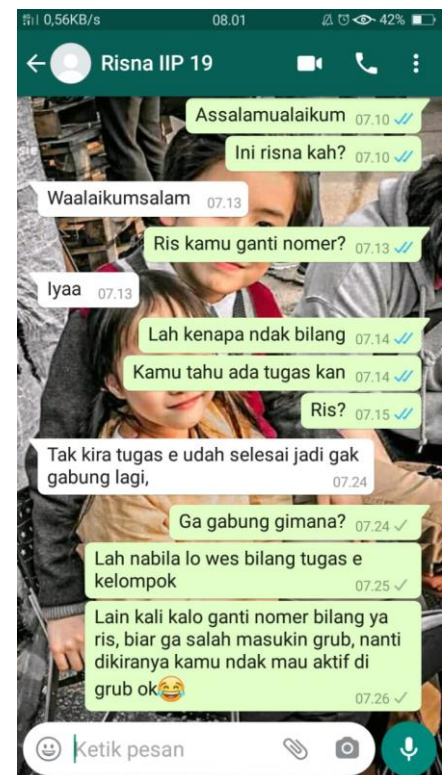 0,56KB/s 08.01 42%
Risna IIP 19
Assalamualaikum 07.10
Ini risna kah? 07.10
Waalaikumsalam 07.13
Ris kamu ganti nomer? 07.13
Iyaa 07.13
Lah kenapa ndak bilang 07.14
Kamu tahu ada tugas kan 07.14
Ris? 07.15
Tak kira tugas e udah selesai jadi gak
gabung lagi, 07.24
Ga gabung gimana? 07.24
Lah nabila lo wes bilang tugas e
kelompok 07.25
Lain kali kalo ganti nomer bilang ya
ris, biar ga salah masukin grub, nanti
dikiranya kamu ndak mau aktif di
grub ok😂 07.26
Ketik pesan